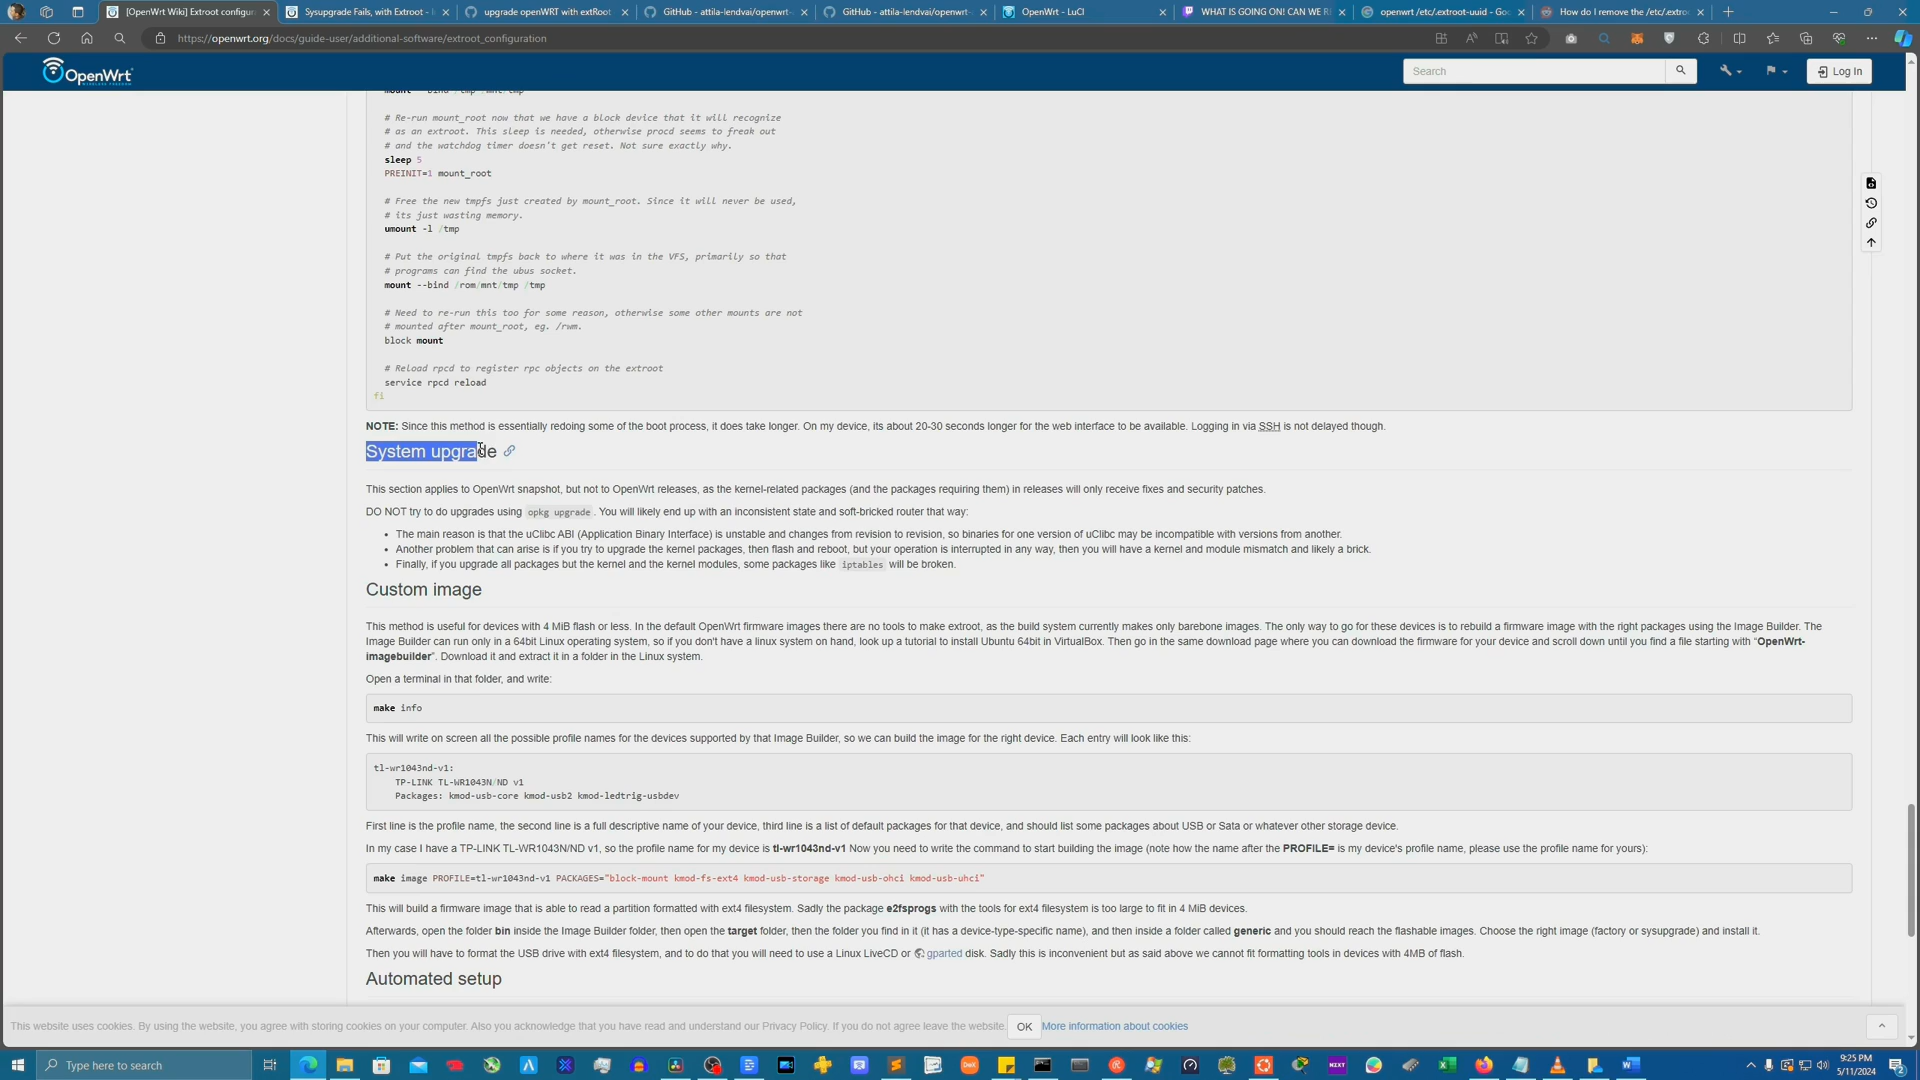 [OpenWrt Wiki] Extroot configur
Sysupgrade Fails, with Extroot -
upgrade openWRT with extRoot
GitHub - attila-lendvai/openwrt-
GitHub - attila-lendvai/openwrt-
OpenWrt - LuCI
WHAT IS GOING ON! CAN WE R
openwrt /etc/.extroot-uuid - Goo
How do I remove the /etc/.extro
https://openwrt.org/docs/guide-user/additional-software/extroot_configuration
OpenWrt
Search
Log In
# Re-run mount_root now that we have a block device that it will recognize
# as an extroot. This sleep is needed, otherwise procd seems to freak out
# and the watchdog timer doesn't get reset. Not sure exactly why.
sleep 5
PREINIT=1 mount_root
# Free the new tmpfs just created by mount_root. Since it will never be used,
# its just wasting memory.
umount -l /tmp
# Put the original tmpfs back to where it was in the VFS, primarily so that
# programs can find the ubus socket.
mount --bind /rom/mnt/tmp /tmp
# Need to re-run this too for some reason, otherwise some other mounts are not
# mounted after mount_root, eg. /rwm.
block mount
# Reload rpcd to register rpc objects on the extroot
service rpcd reload
fi
NOTE: Since this method is essentially redoing some of the boot process, it does take longer. On my device, its about 20-30 seconds longer for the web interface to be available. Logging in via SSH is not delayed though.
System upgrade
This section applies to OpenWrt snapshot, but not to OpenWrt releases, as the kernel-related packages (and the packages requiring them) in releases will only receive fixes and security patches.
DO NOT try to do upgrades using opkg upgrade . You will likely end up with an inconsistent state and soft-bricked router that way:
• The main reason is that the uClibc ABI (Application Binary Interface) is unstable and changes from revision to revision, so binaries for one version of uClibc may be incompatible with versions from another.
• Another problem that can arise is if you try to upgrade the kernel packages, then flash and reboot, but your operation is interrupted in any way, then you will have a kernel and module mismatch and likely a brick.
• Finally, if you upgrade all packages but the kernel and the kernel modules, some packages like iptables will be broken.
Custom image
This method is useful for devices with 4 MiB flash or less. In the default OpenWrt firmware images there are no tools to make extroot, as the build system currently makes only barebone images. The only way to go for these devices is to rebuild a firmware image with the right packages using the Image Builder. The
Image Builder can run only in a 64bit Linux operating system, so if you don't have a linux system on hand, look up a tutorial to install Ubuntu 64bit in VirtualBox. Then go in the same download page where you can download the firmware for your device and scroll down until you find a file starting with “OpenWrt-
imagebuilder”. Download it and extract it in a folder in the Linux system.
Open a terminal in that folder, and write:
make info
This will write on screen all the possible profile names for the devices supported by that Image Builder, so we can build the image for the right device. Each entry will look like this:
tl-wr1043nd-v1:
TP-LINK TL-WR1043N/ND v1
Packages: kmod-usb-core kmod-usb2 kmod-ledtrig-usbdev
First line is the profile name, the second line is a full descriptive name of your device, third line is a list of default packages for that device, and should list some packages about USB or Sata or whatever other storage device.
In my case I have a TP-LINK TL-WR1043N/ND v1, so the profile name for my device is tl-wr1043nd-v1 Now you need to write the command to start building the image (note how the name after the PROFILE= is my device's profile name, please use the profile name for yours):
make image PROFILE=tl-wr1043nd-v1 PACKAGES="block-mount kmod-fs-ext4 kmod-usb-storage kmod-usb-ohci kmod-usb-uhci"
This will build a firmware image that is able to read a partition formatted with ext4 filesystem. Sadly the package e2fsprogs with the tools for ext4 filesystem is too large to fit in 4 MiB devices.
Afterwards, open the folder bin inside the Image Builder folder, then open the target folder, then the folder you find in it (it has a device-type-specific name), and then inside a folder called generic and you should reach the flashable images. Choose the right image (factory or sysupgrade) and install it.
Then you will have to format the USB drive with ext4 filesystem, and to do that you will need to use a Linux LiveCD or gparted disk. Sadly this is inconvenient but as said above we cannot fit formatting tools in devices with 4MB of flash.
Automated setup
This website uses cookies. By using the website, you agree with storing cookies on your computer. Also you acknowledge that you have read and understand our Privacy Policy. If you do not agree leave the website. OK More information about cookies
Type here to search
9:25 PM
5/11/2024